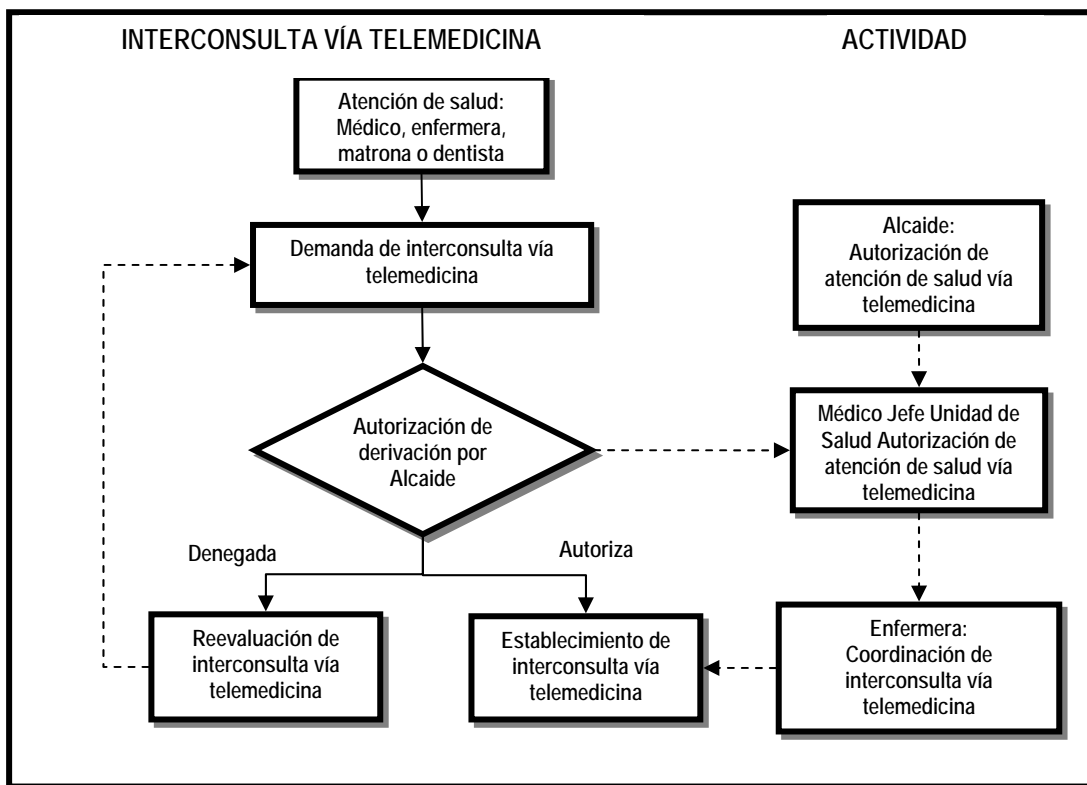 INTERCONSULTA VÍA TELEMEDICINA
ACTIVIDAD
Atención de salud:
Médico, enfermera,
matrona o dentista
Demanda de interconsulta vía
telemedicina
Alcaide:
Autorización de
atención de salud vía
telemedicina
Autorización de
derivación por
Alcaide
Médico Jefe Unidad de
Salud Autorización de
atención de salud vía
telemedicina
Denegada
Autoriza
Reevaluación de
interconsulta vía
telemedicina
Establecimiento de
interconsulta vía
telemedicina
Enfermera:
Coordinación de
interconsulta vía
telemedicina